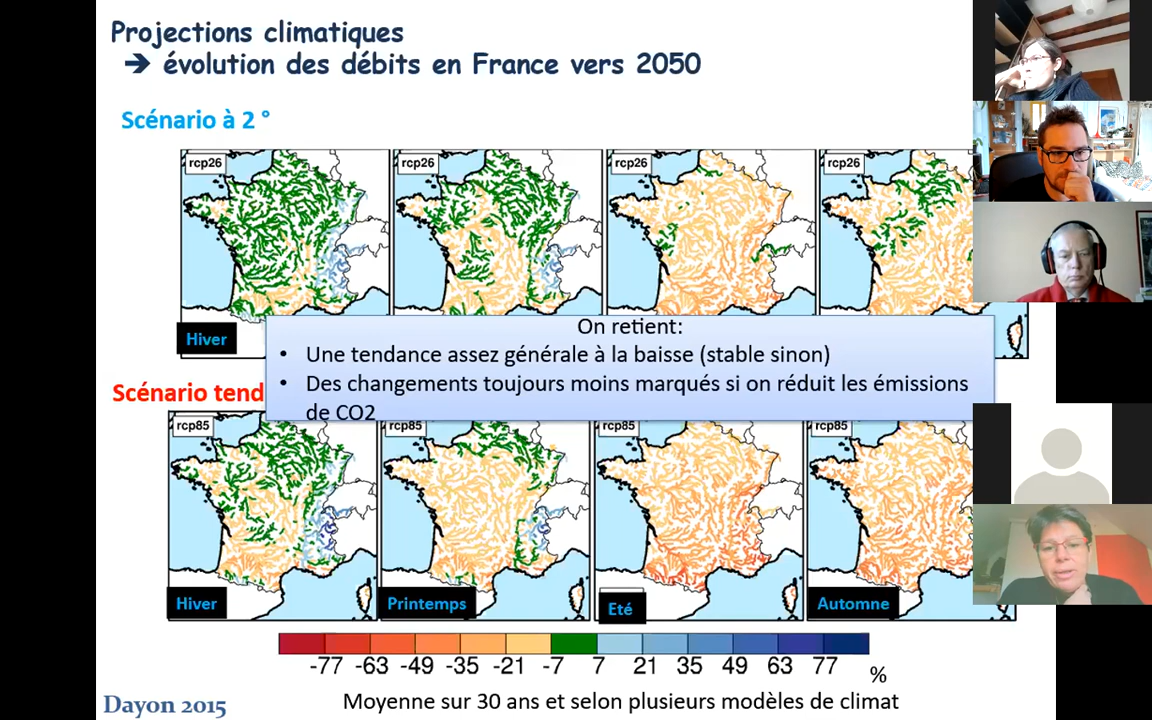 Projections climatiques
➔ évolution des débits en France vers 2050
Scénario à 2 °
rcp26
rcp26
rcp26
rcp26
Hiver
On retient:
• Une tendance assez générale à la baisse (stable sinon)
• Des changements toujours moins marqués si on réduit les émissions
de CO2
Scénario tend
rcp85
rcp85
rcp85
rcp85
Hiver
Printemps
Eté
Automne
-77 -63 -49 -35 -21 -7 7 21 35 49 63 77
%
Moyenne sur 30 ans et selon plusieurs modèles de climat
Dayon 2015